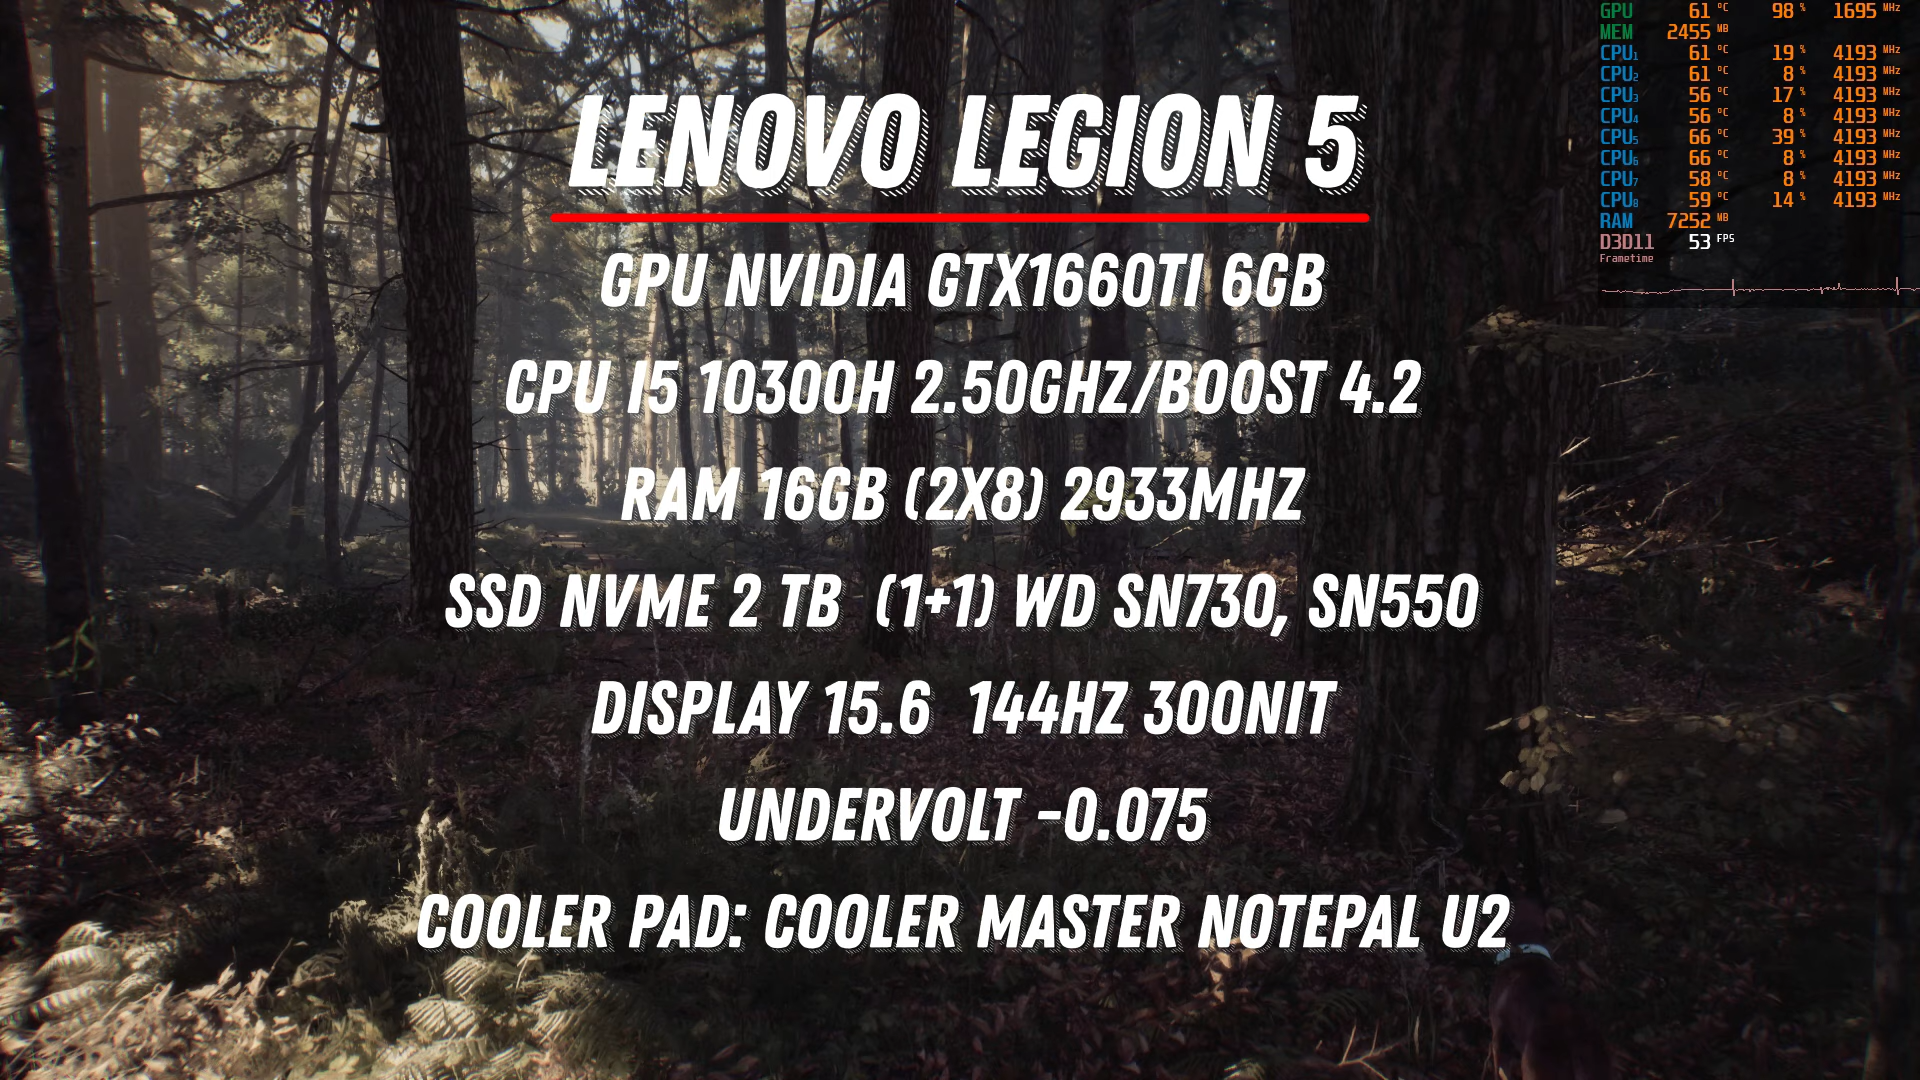 GPU 61 °C 98 % 1695 MHz
MEM 2455 MB
CPU1 61 °C 19 % 4193 MHz
CPU2 61 °C 8 % 4193 MHz
CPU3 56 °C 17 % 4193 MHz
CPU4 56 °C 8 % 4193 MHz
CPU5 66 °C 39 % 4193 MHz
CPU6 66 °C 8 % 4193 MHz
CPU7 58 °C 8 % 4193 MHz
CPU8 59 °C 14 % 4193 MHz
RAM 7252 MB
D3D11 53 FPS
Frametime
LENOVO LEGION 5
GPU NVIDIA GTX1660TI 6GB
CPU I5 10300H 2.50GHZ/BOOST 4.2
RAM 16GB (2X8) 2933MHZ
SSD NVME 2 TB (1+1) WD SN730, SN550
DISPLAY 15.6 144HZ 300NIT
UNDERVOLT -0.075
COOLER PAD: COOLER MASTER NOTEPAL U2